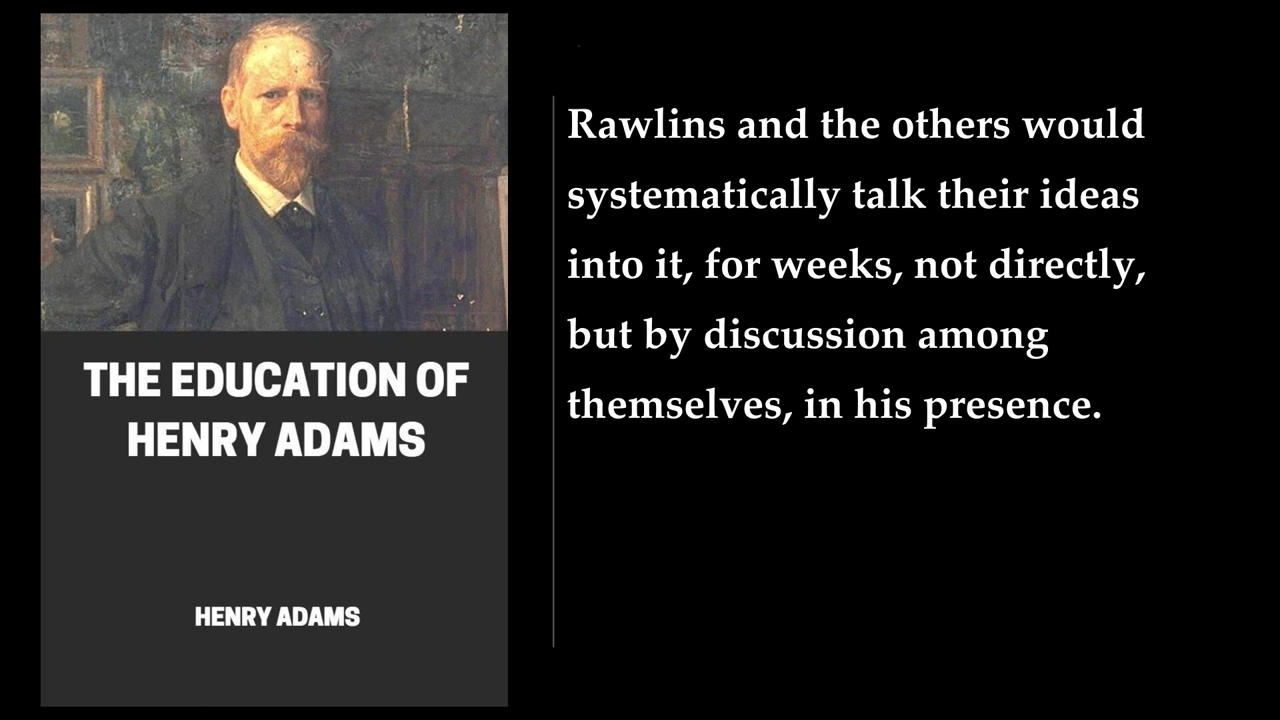 THE EDUCATION OF
HENRY ADAMS
HENRY ADAMS
Rawlins and the others would
systematically talk their ideas
into it, for weeks, not directly,
but by discussion among
themselves, in his presence.